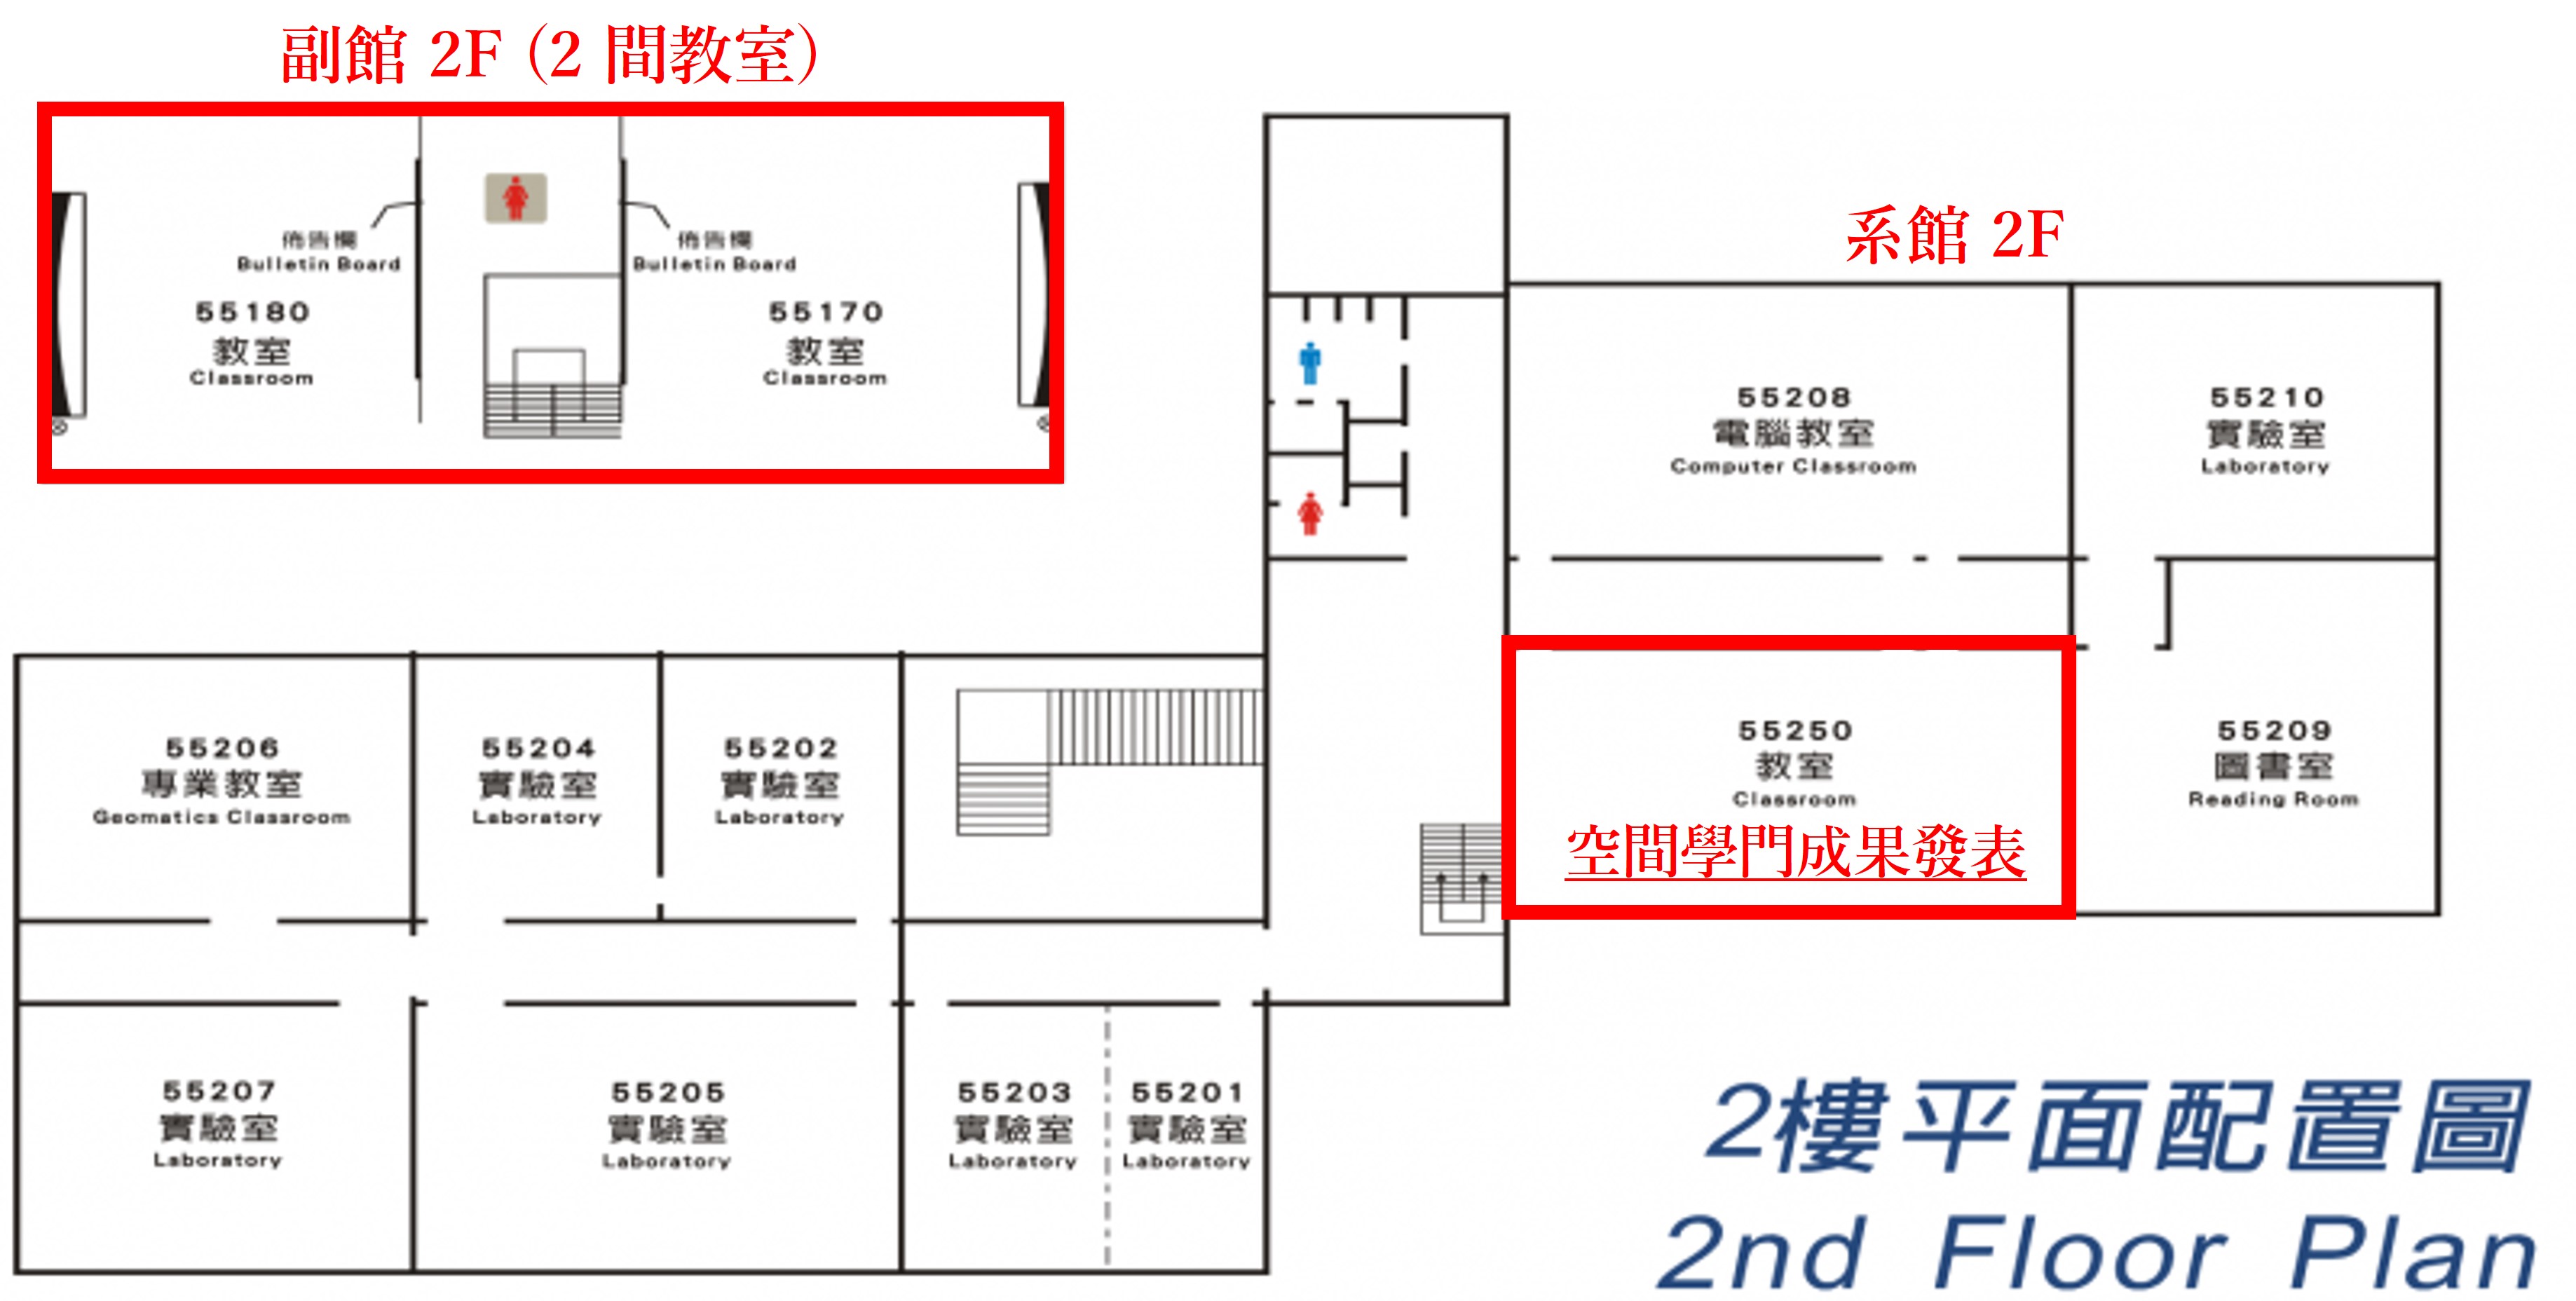 副館 2F (2 間教室)
佈告欄
Bulletin Board
佈告欄
Bulletin Board
55180
教室
Classroom
55170
教室
Classroom
系館 2F
55208
電腦教室
Computer Classroom
55210
實驗室
Laboratory
55206
專業教室
Geomatics Classroom
55204
實驗室
Laboratory
55202
實驗室
Laboratory
55250
教室
Classroom
空間學門成果發表
55209
圖書室
Reading Room
55207
實驗室
Laboratory
55205
實驗室
Laboratory
55203
實驗室
Laboratory
55201
實驗室
Laboratory
2樓平面配置圖
2nd Floor Plan